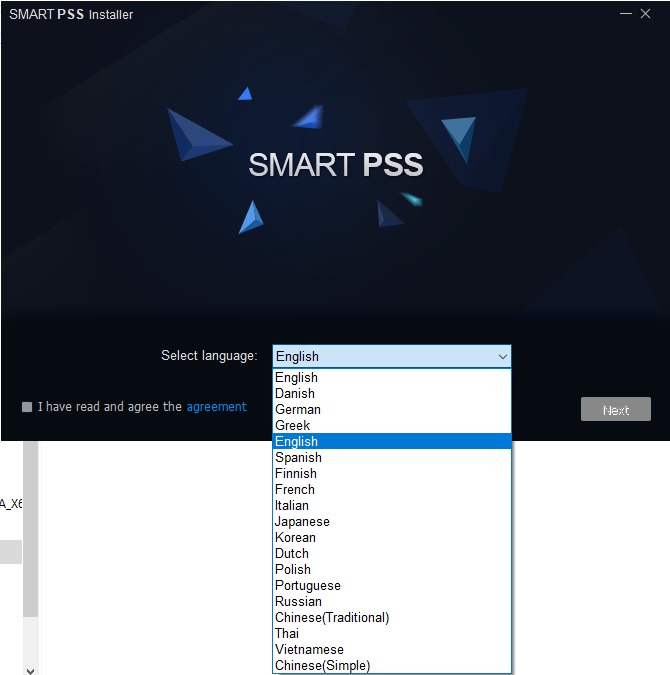 SMART PSS Installer
SMART PSS
Select language: English
English
Danish
German
Greek
English
Spanish
Finnish
French
Italian
Japanese
Korean
Dutch
Polish
Portuguese
Russian
Chinese(Traditional)
Thai
Vietnamese
Chinese(Simple)
I have read and agree the agreement
Next
A_X6